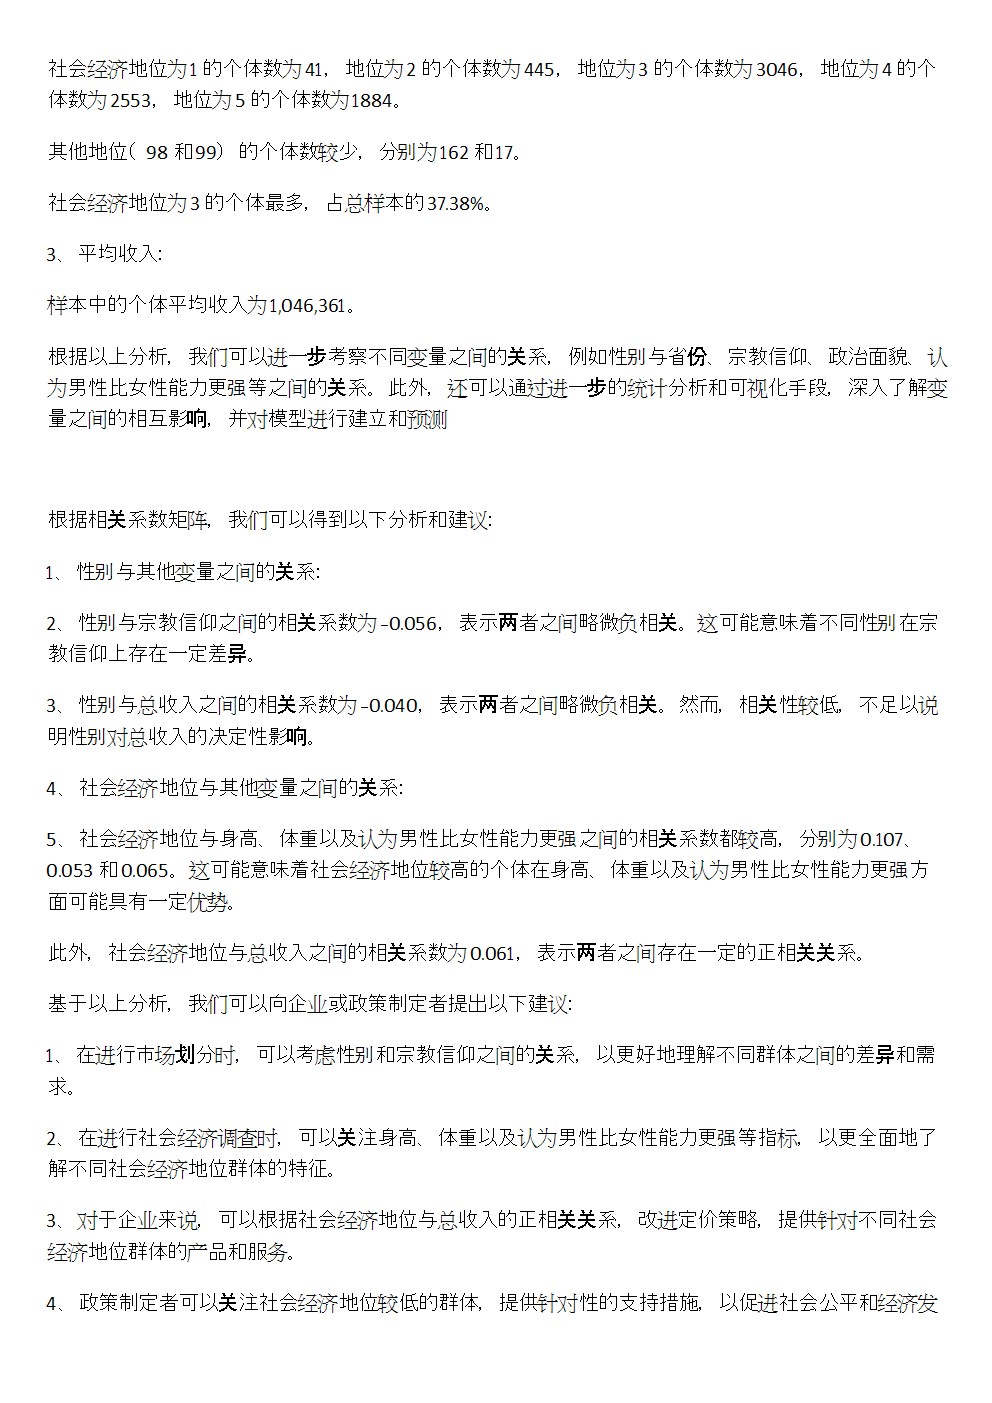 社会经济地位为1 的个体数为41，地位为2 的个体数为445，地位为3 的个体数为3046，地位为4 的个
体数为2553，地位为5 的个体数为1884。
其他地位（98 和99）的个体数较少，分别为162 和17。
社会经济地位为3 的个体最多，占总样本的37.38%。
3、平均收入：
样本中的个体平均收入为1,046,361。
根据以上分析，我们可以进一步考察不同变量之间的关系，例如性别与省份、宗教信仰、政治面貌、认
为男性比女性能力更强等之间的关系。此外，还可以通过进一步的统计分析和可视化手段，深入了解变
量之间的相互影响，并对模型进行建立和预测
根据相关系数矩阵，我们可以得到以下分析和建议：
1、性别与其他变量之间的关系：
2、性别与宗教信仰之间的相关系数为-0.056，表示两者之间略微负相关。这可能意味着不同性别在宗
教信仰上存在一定差异。
3、性别与总收入之间的相关系数为-0.040，表示两者之间略微负相关。然而，相关性较低，不足以说
明性别对总收入的决定性影响。
4、社会经济地位与其他变量之间的关系：
5、社会经济地位与身高、体重以及认为男性比女性能力更强之间的相关系数都较高，分别为0.107、
0.053 和0.065。这可能意味着社会经济地位较高的个体在身高、体重以及认为男性比女性能力更强方
面可能具有一定优势。
此外，社会经济地位与总收入之间的相关系数为0.061，表示两者之间存在一定的正相关关系。
基于以上分析，我们可以向企业或政策制定者提出以下建议：
1、在进行市场划分时，可以考虑性别和宗教信仰之间的关系，以更好地理解不同群体之间的差异和需
求。
2、在进行社会经济调查时，可以关注身高、体重以及认为男性比女性能力更强等指标，以更全面地了
解不同社会经济地位群体的特征。
3、对于企业来说，可以根据社会经济地位与总收入的正相关关系，改进定价策略，提供针对不同社会
经济地位群体的产品和服务。
4、政策制定者可以关注社会经济地位较低的群体，提供针对性的支持措施，以促进社会公平和经济发